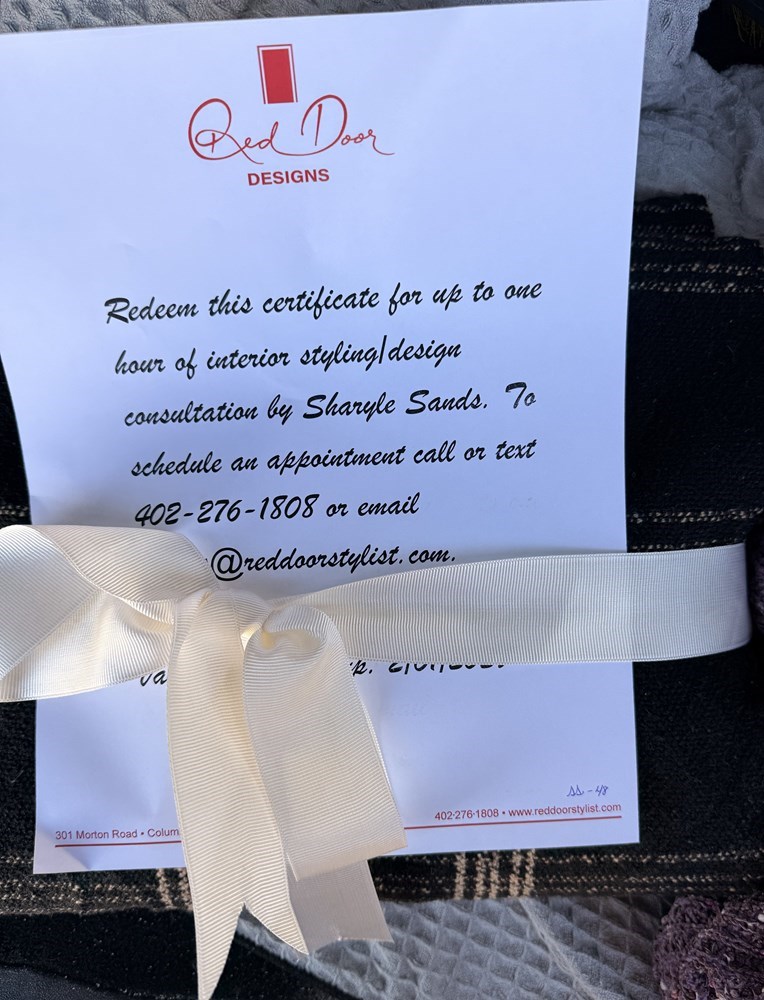 Red Door
DESIGNS
Redeem this certificate for up to one
hour of interior styling/design
consultation by Sharyle Sands. To
schedule an appointment call or text
402-276-1808 or email
@reddoorstylist.com.
ss - 48
301 Morton Road •
402-276-1808 • www.reddoorstylist.com